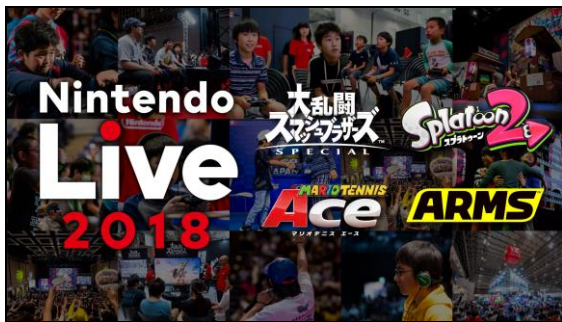 Nintendo
Live
2018
大乱闘
スマッシュブラザーズ
SPECIAL
Splatoon 2
スプラトゥーン
MARIO TENNIS
Ace
マリオテニス エース
ARMS